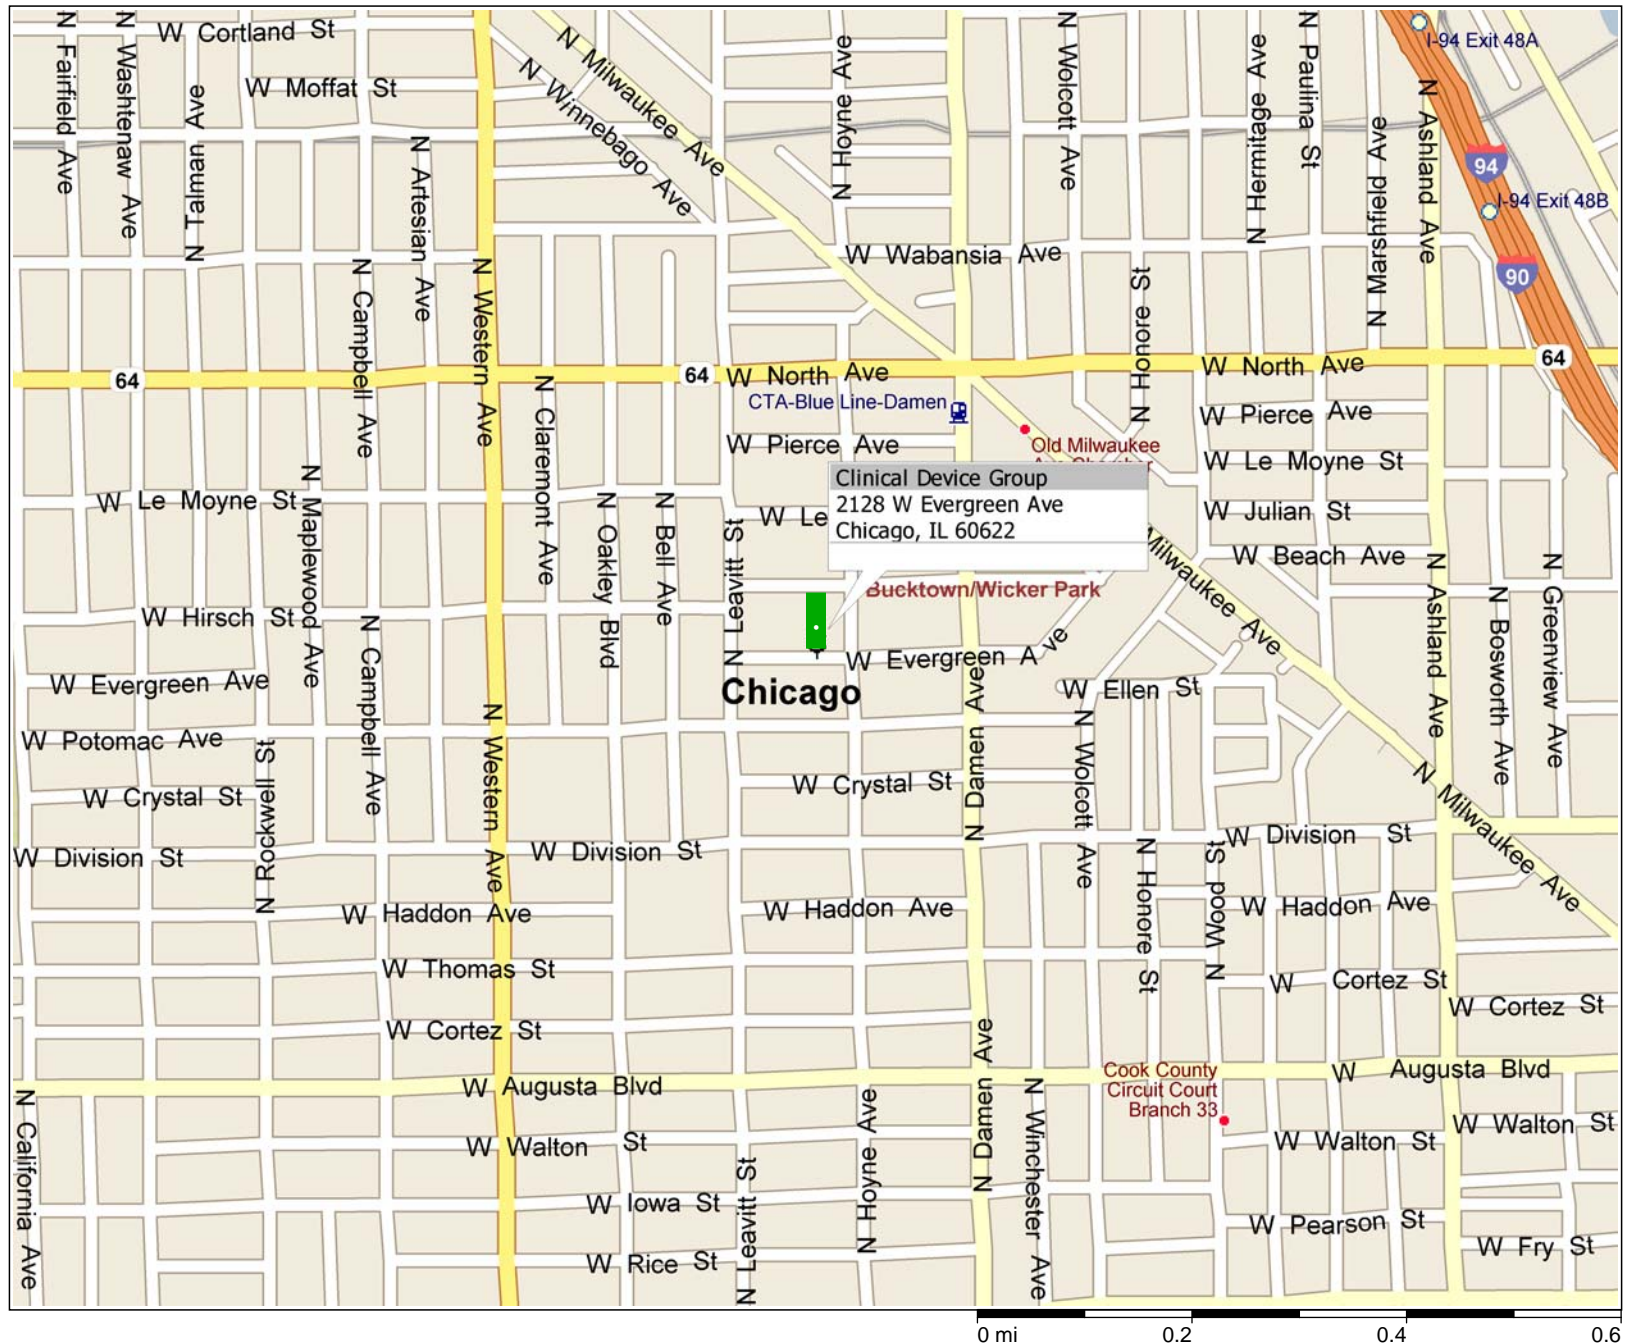 N Fairfield Ave
N Washtenaw Ave
W Cortland St
N Talman Ave
W Moffat St
N Artesian Ave
N Milwaukee Ave
N Winnebago Ave
N Hoyne Ave
N Wolcott Ave
N Hermitage Ave
N Paulina St
N Marshfield Ave
N Ashland Ave
I-94 Exit 48A
94
I-94 Exit 48B
90
W Wabansia Ave
N Campbell Ave
N Western Ave
N Honore St
64
64
W North Ave
W North Ave
64
CTA-Blue Line-Damen
N Claremont Ave
W Pierce Ave
W Pierce Ave
Old Milwaukee
W Le Moyne St
Clinical Device Group
2128 W Evergreen Ave
Chicago, IL 60622
W Le Moyne St
N Maplewood Ave
N Oakley Blvd
N Bell Ave
N Leavitt St
W Le
W Julian St
Milwaukee Ave
W Beach Ave
N Ashland Ave
N Bosworth Ave
N Greenview Ave
Bucktown/Wicker Park
W Hirsch St
N Campbell Ave
W Evergreen Ave
W Evergreen Ave
Chicago
W Ellen St
N Damen Ave
N Wolcott Ave
W Potomac Ave
N Rockwell St
N Western Ave
W Crystal St
W Crystal St
N Milwaukee Ave
W Division St
W Division St
W Division St
N Honore St
N Wood St
W Haddon Ave
W Haddon Ave
W Haddon Ave
W Thomas St
W Cortez St
W Cortez St
W Cortez St
N Damen Ave
W Augusta Blvd
Cook County
Circuit Court
Branch 33
W Augusta Blvd
N California Ave
N Hoyne Ave
N Winchester Ave
W Walton St
W Walton St
W Walton St
N Leavitt St
W Iowa St
W Pearson St
W Rice St
W Fry St
0 mi 0.2 0.4 0.6